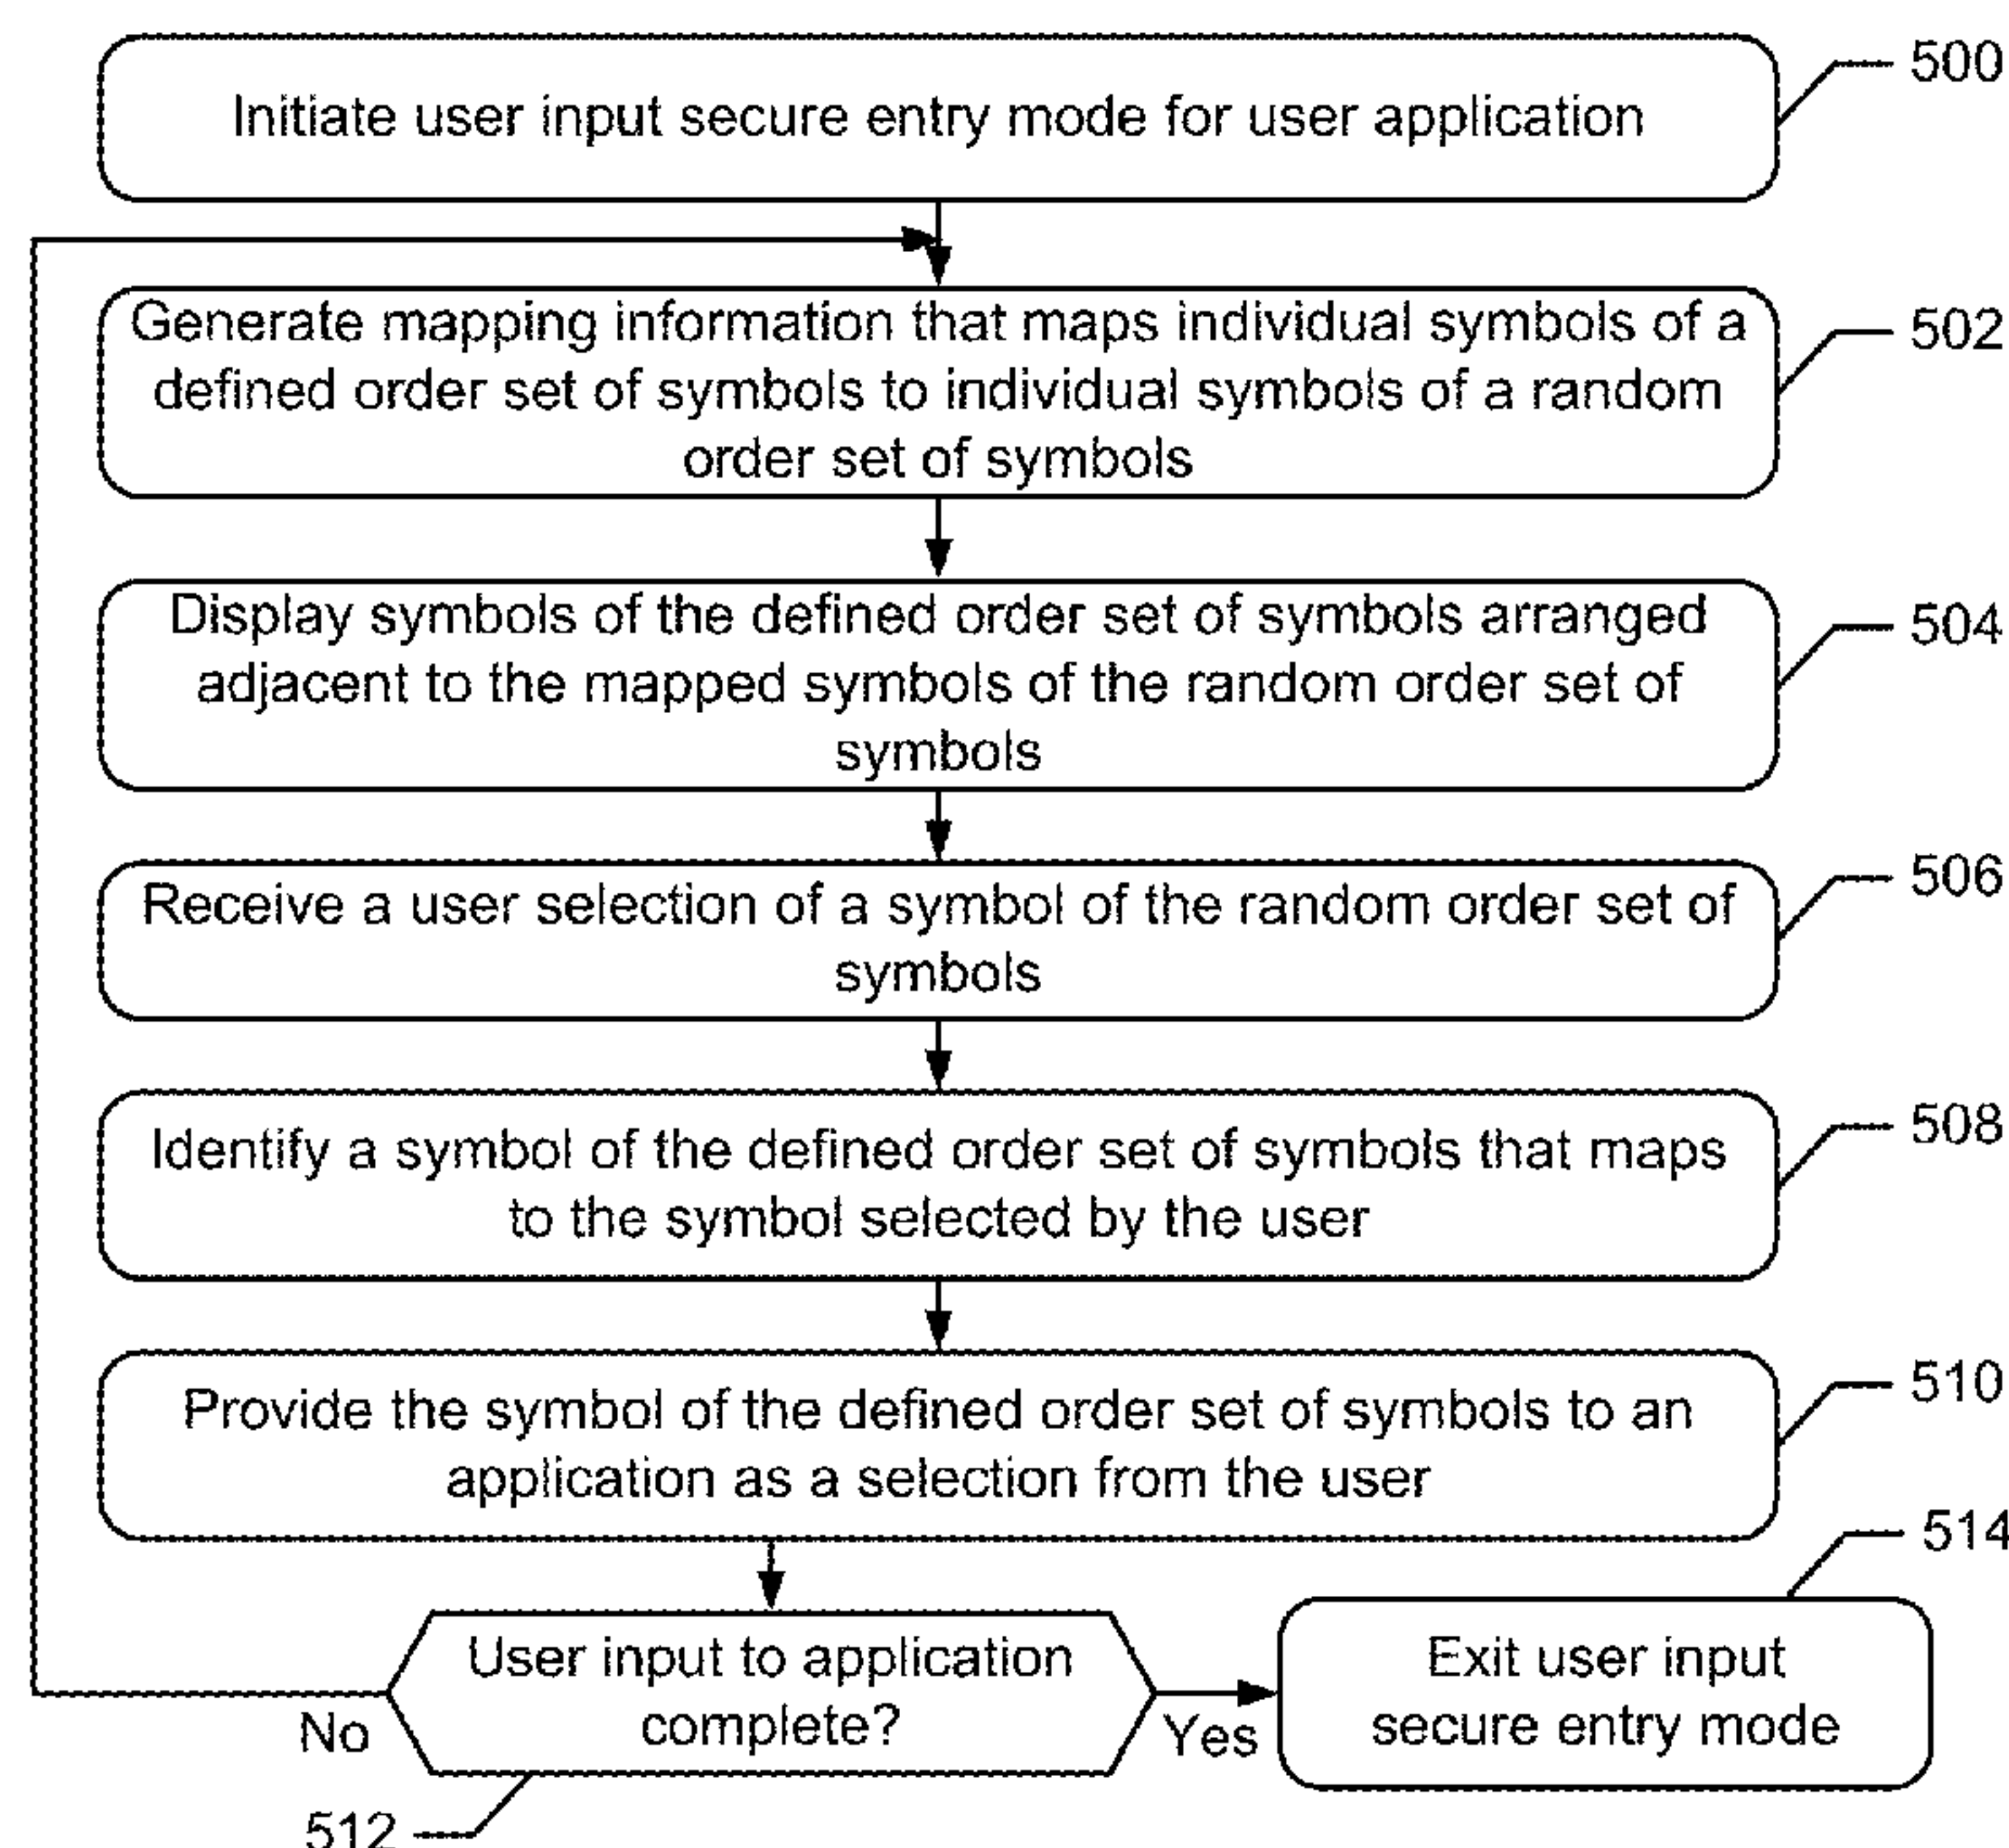 500
Initiate user input secure entry mode for user application
502
Generate mapping information that maps individual symbols of a
defined order set of symbols to individual symbols of a random
order set of symbols
504
Display symbols of the defined order set of symbols arranged
adjacent to the mapped symbols of the random order set of
symbols
506
Receive a user selection of a symbol of the random order set of
symbols
508
Identify a symbol of the defined order set of symbols that maps
to the symbol selected by the user
510
Provide the symbol of the defined order set of symbols to an
application as a selection from the user
514
User input to application
complete?
No
Yes
Exit user input
secure entry mode
512